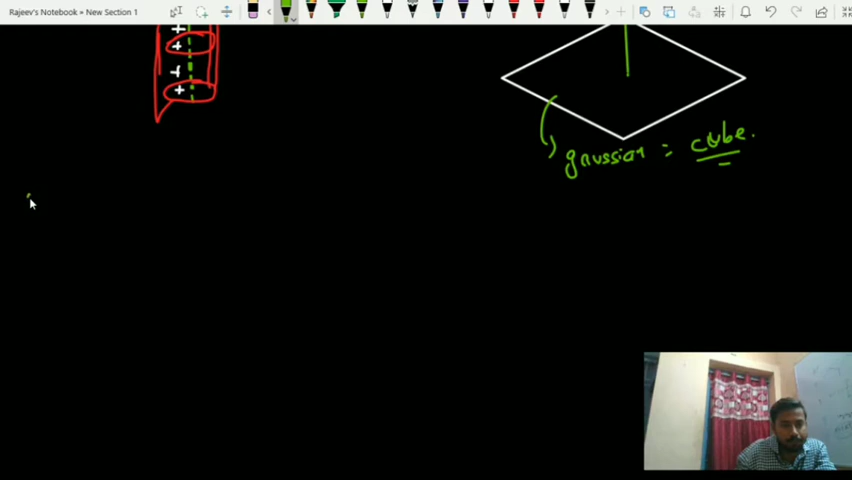 Rajeev's Notebook » New Section 1
+
+
+
+
gaussian = cube.